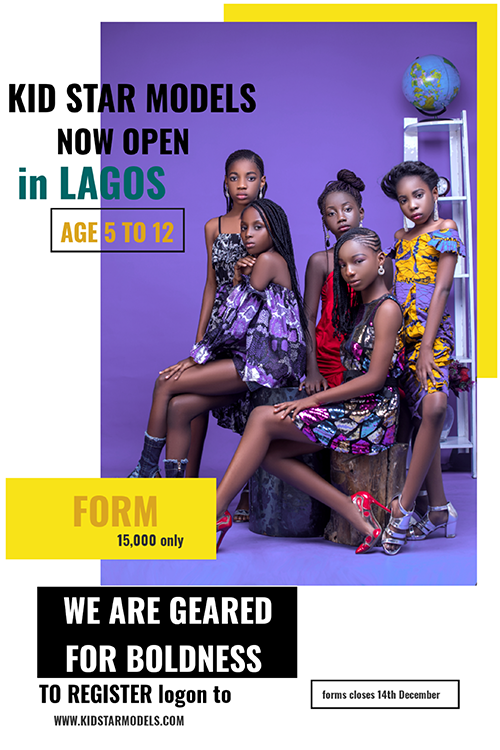 KID STAR MODELS
NOW OPEN
in LAGOS
AGE 5 TO 12
FORM
15,000 only
WE ARE GEARED
FOR BOLDNESS
TO REGISTER logon to
WWW.KIDSTARMODELS.COM
forms closes 14th December